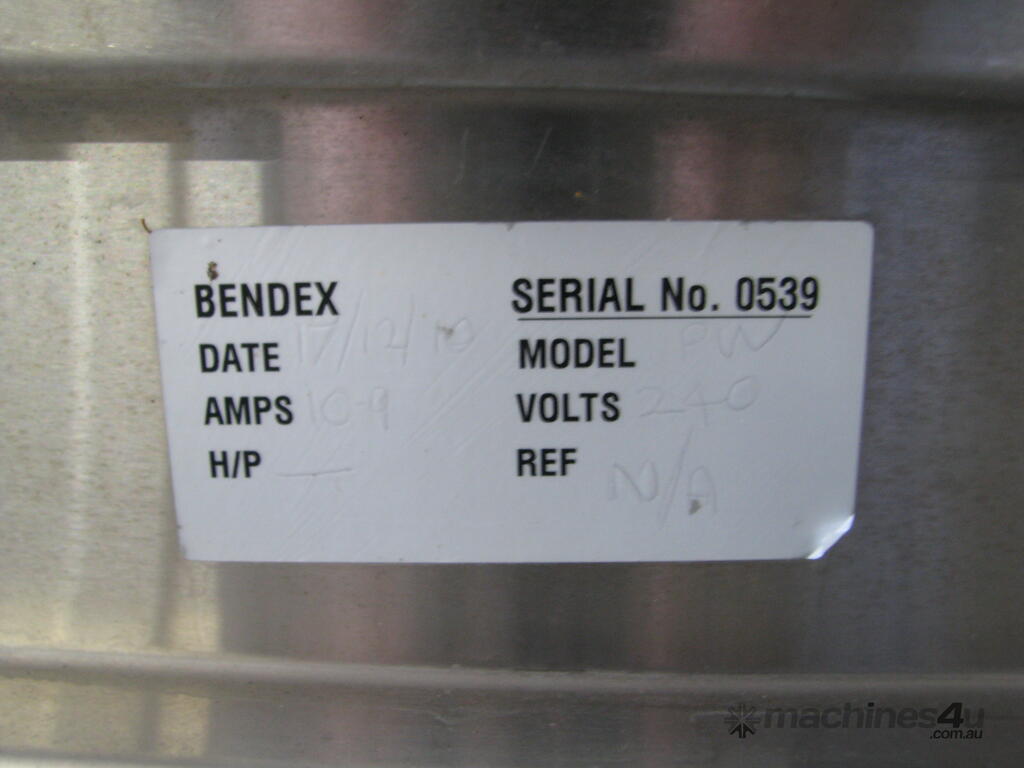 BENDEX SERIAL No. 0539
DATE 17/12/10 MODEL PW
AMPS 10-9 VOLTS 240
H/P — REF N/A
machines4u
.com.au